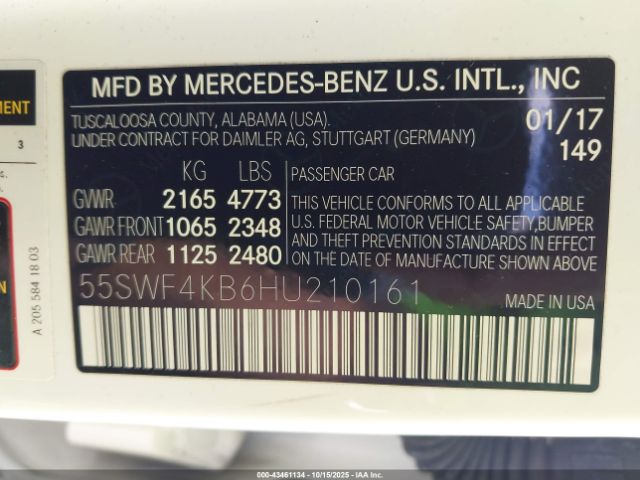 MFD BY MERCEDES-BENZ U.S. INTL., INC
TUSCALOOSA COUNTY, ALABAMA (USA).
UNDER CONTRACT FOR DAIMLER AG, STUTTGART (GERMANY)
01/17
149
KG LBS
GVWR 2165 4773
GAWR FRONT 1065 2348
GAWR REAR 1125 2480
PASSENGER CAR
THIS VEHICLE CONFORMS TO ALL APPLICABLE
U.S. FEDERAL MOTOR VEHICLE SAFETY, BUMPER
AND THEFT PREVENTION STANDARDS IN EFFECT
ON THE DATE OF MANUFACTURE SHOWN ABOVE.
55SWF4KB6HU210161
MADE IN USA
MENT
3
N
A 205 584 18 03
000-43461134 - 10/15/2025 - IAAI.COM